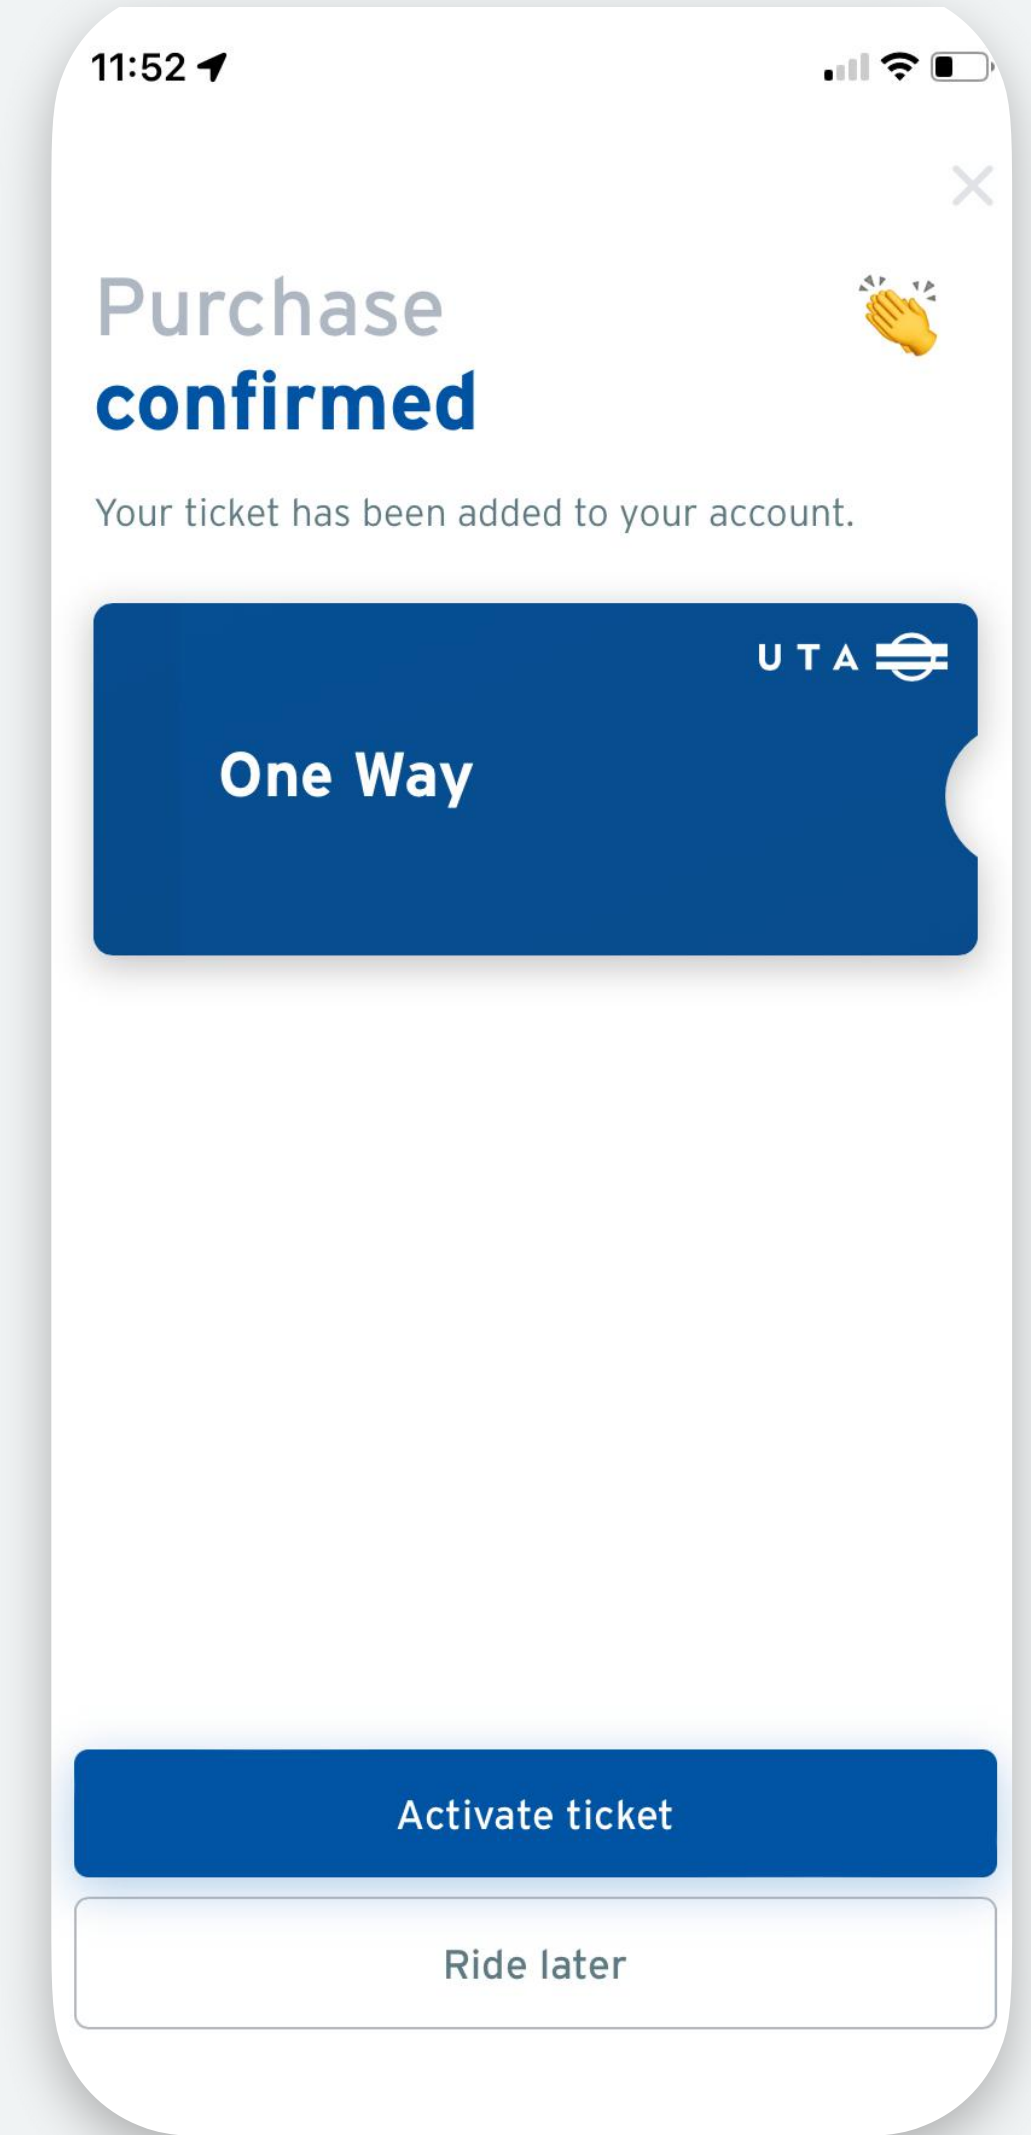 11:52
Purchase
confirmed
Your ticket has been added to your account.
UTA
One Way
Activate ticket
Ride later